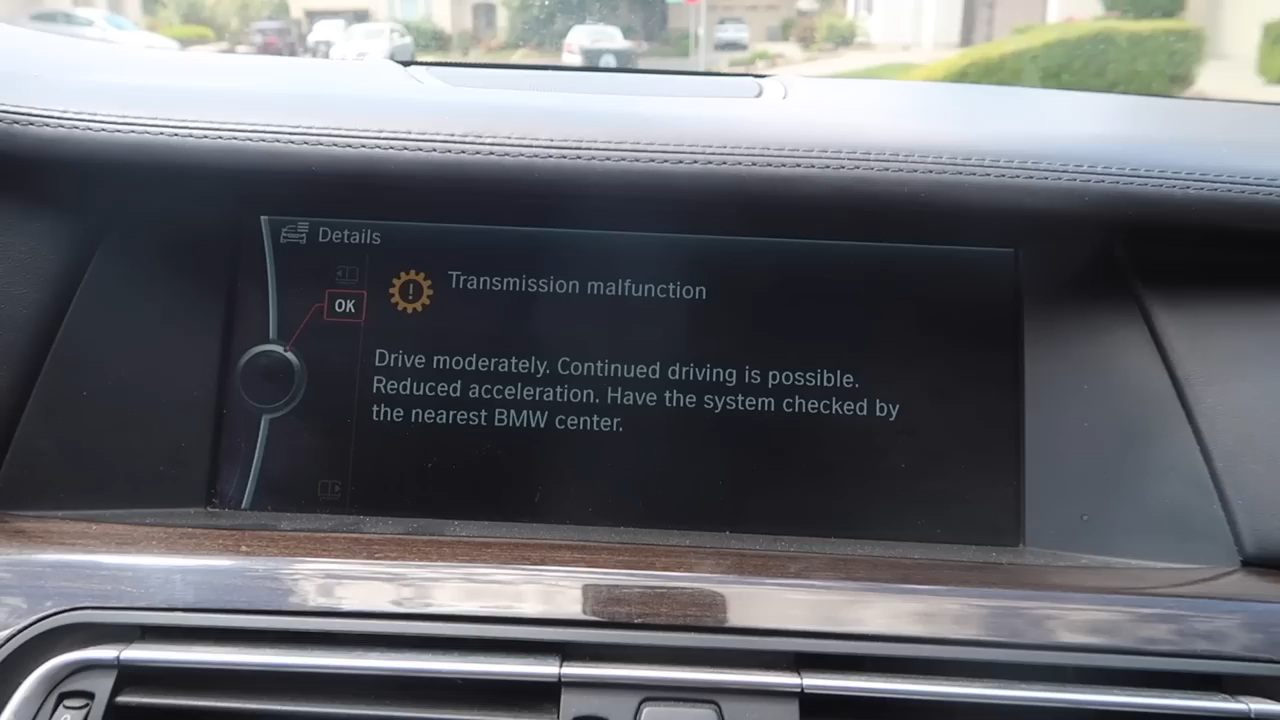 Details
OK
Transmission malfunction
Drive moderately. Continued driving is possible.
Reduced acceleration. Have the system checked by
the nearest BMW center.